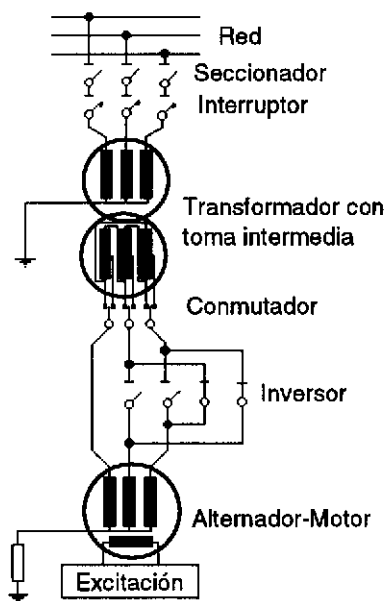 Red
Seccionador
Interruptor
Transformador con
toma intermedia
Conmutador
Inversor
Alternador-Motor
Excitación